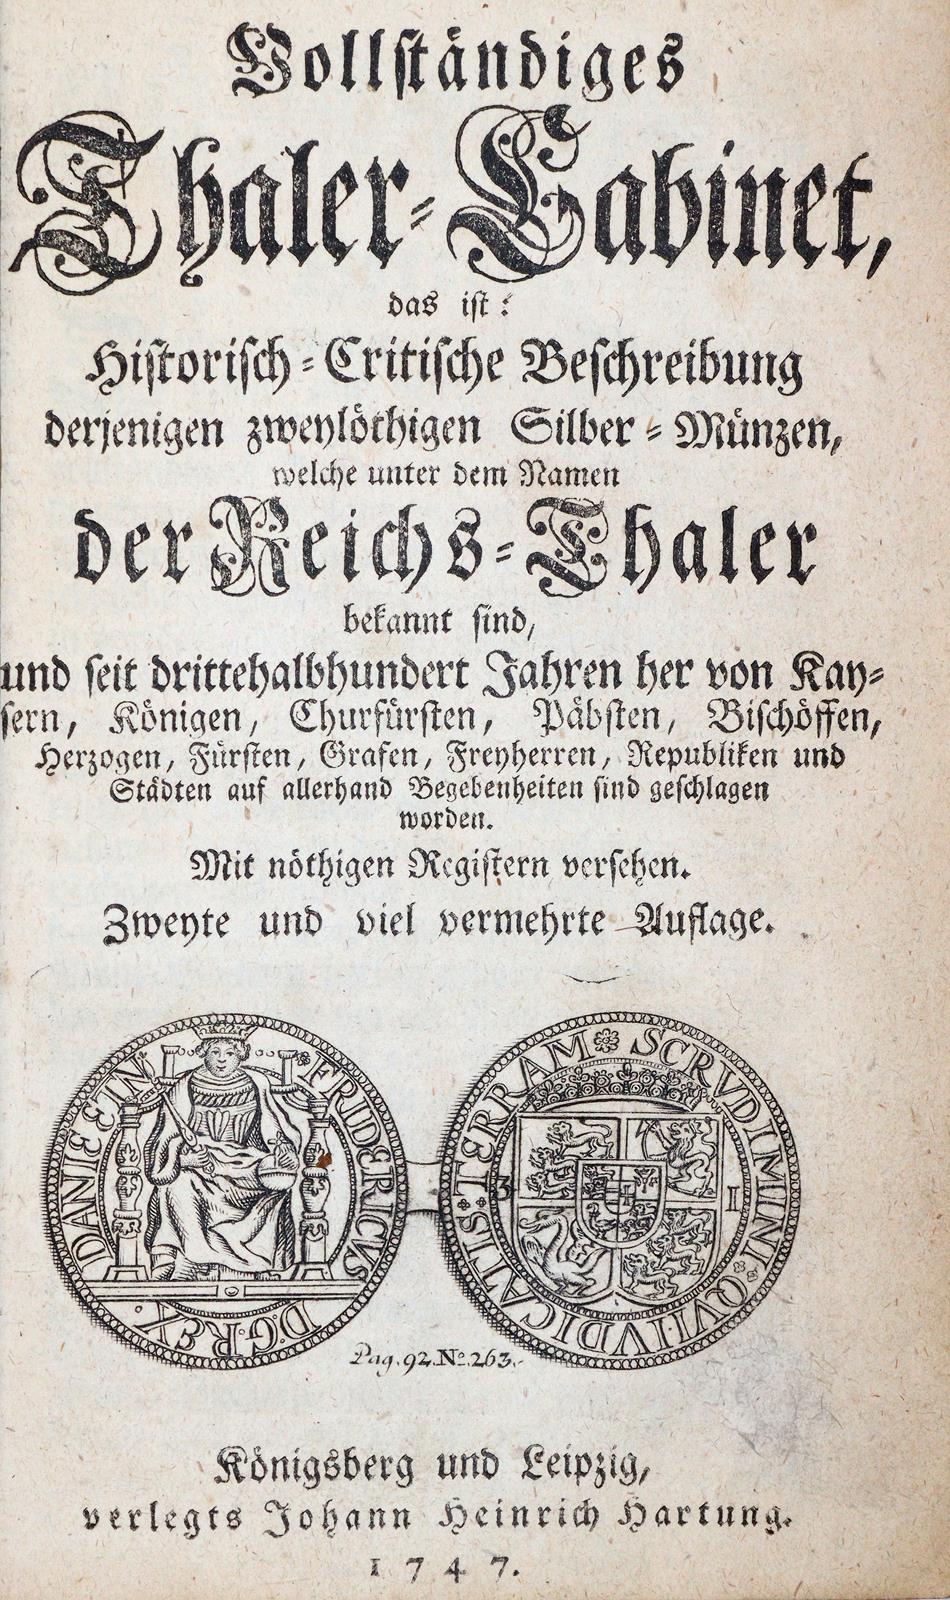 Vollständiges
Thaler-Cabinet,
das ist:
Historisch-Critische Beschreibung
derjenigen zweylöthigen Silber-Münzen,
welche unter dem Namen
der Reichs-Thaler
bekannt sind,
und seit drittehalbhundert Jahren her von Kay-
sern, Königen, Churfürsten, Päbsten, Bischöffen,
Herzogen, Fürsten, Grafen, Freyherren, Republiken und
Städten auf allerhand Begebenheiten sind geschlagen
worden.
Mit nöthigen Registern versehen.
Zweyte und viel vermehrte Auflage.
FRIDERICVS D:G:REX DANIE ETN
SCRVDIMINI QVI IVDICATIS TERRAM
3 I
Pag. 92. No. 263.
Königsberg und Leipzig,
verlegts Johann Heinrich Hartung.
1747.